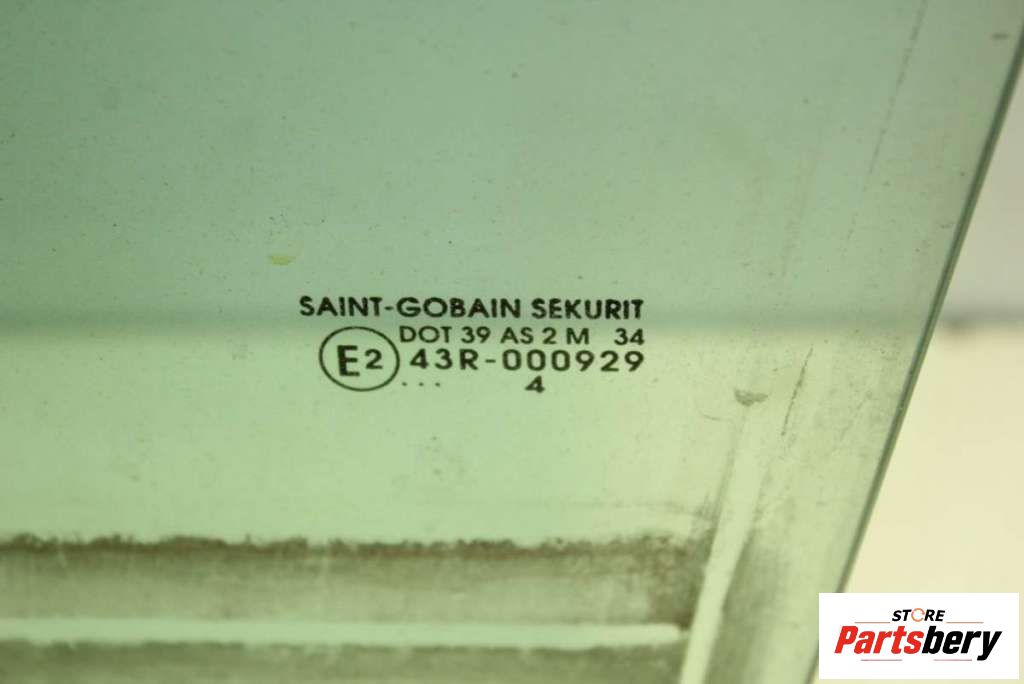 SAINT-GOBAIN SEKURIT
DOT 39 AS 2 M 34
E2 43R-000929
... 4
STORE
Partsbery